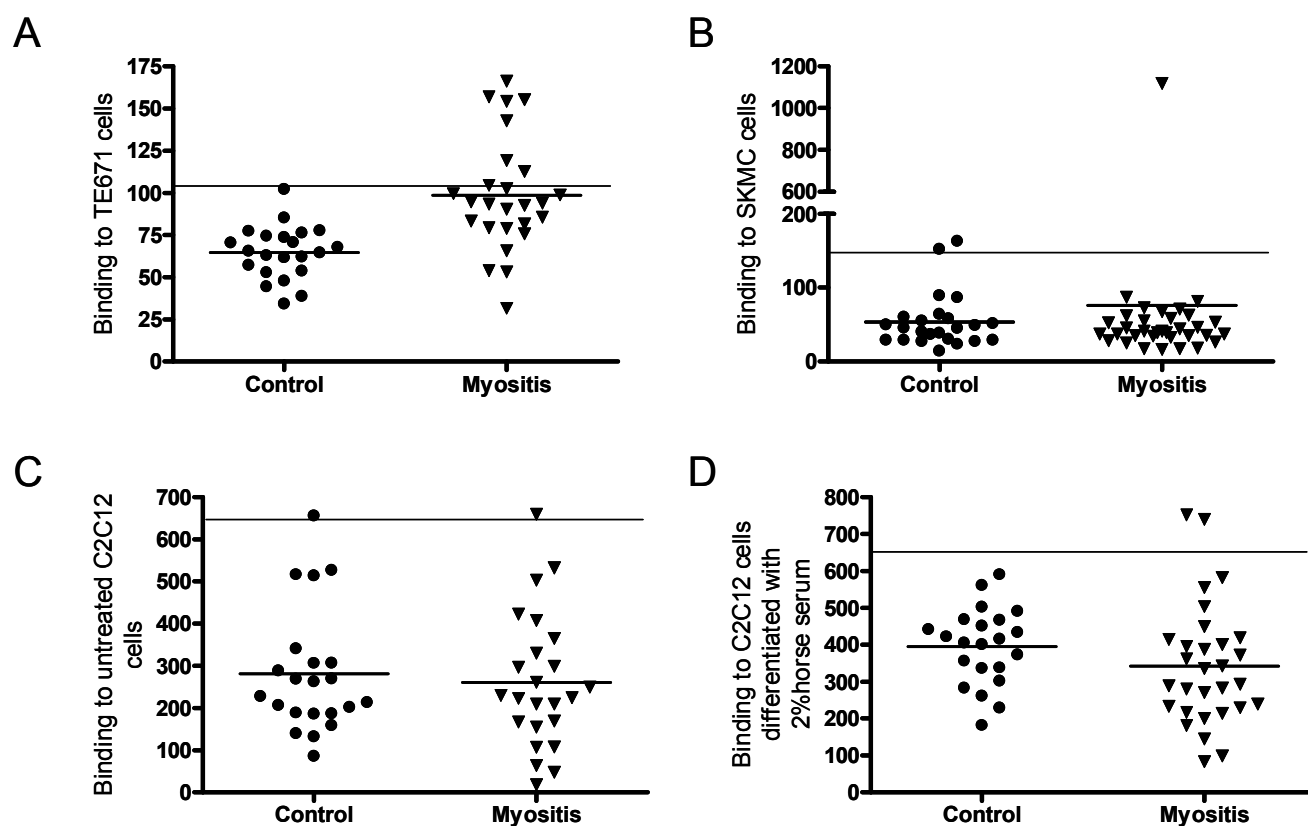 A
Binding to TE671 cells
175
150
125
100
75
50
25
0
Control Myositis
B
Binding to SKMC cells
1200
1000
800
600
200
100
0
Control Myositis
C
Binding to untreated C2C12
cells
700
600
500
400
300
200
100
0
Control Myositis
D
Binding to C2C12 cells
differentiated with
2%horse serum
800
700
600
500
400
300
200
100
0
Control Myositis